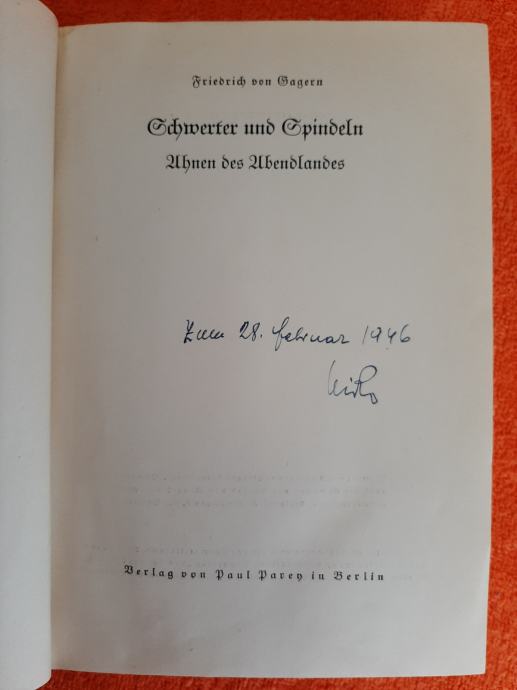 Friedrich von Gagern
Schwerter und Spindeln
Ahnen des Abendlandes
Zum 28. Februar 1946
Verlag von Paul Parey in Berlin